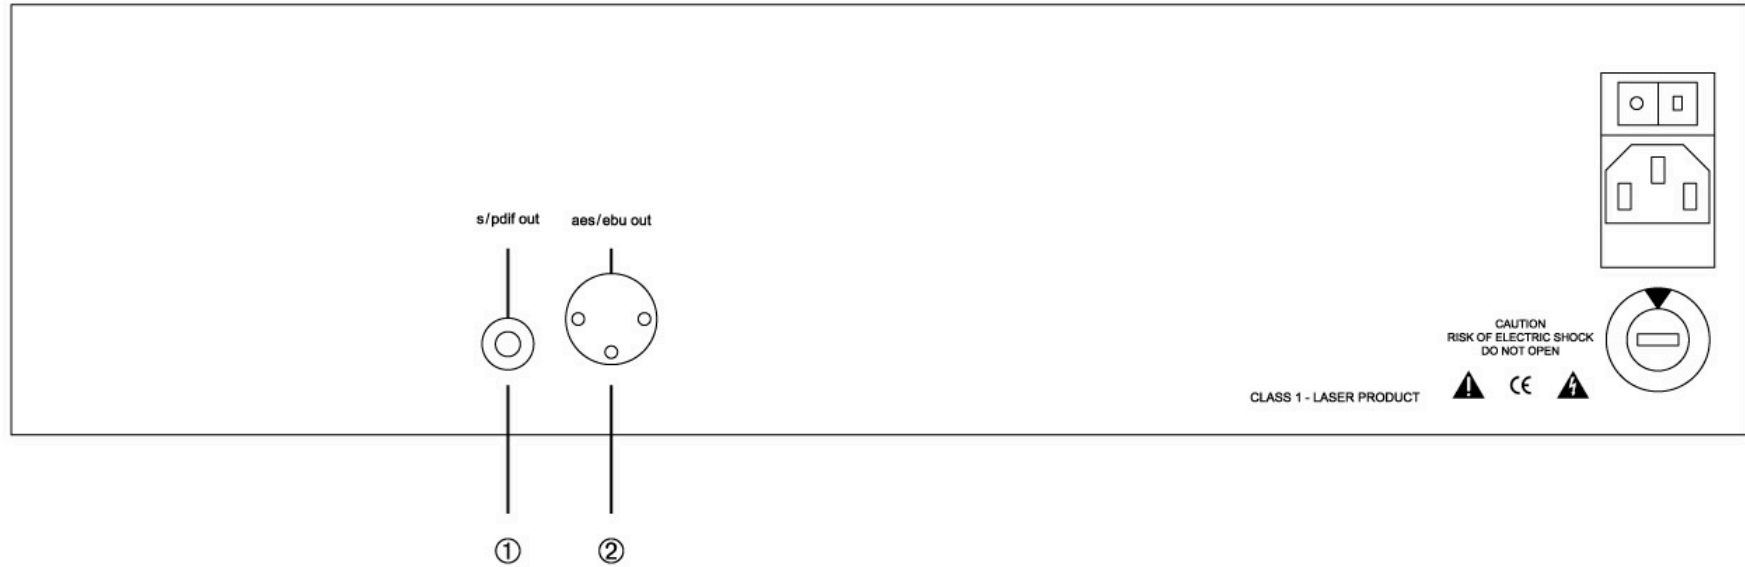 s/pdif out
aes/ebu out
CAUTION
RISK OF ELECTRIC SHOCK
DO NOT OPEN
CLASS 1 - LASER PRODUCT
CE
①
②